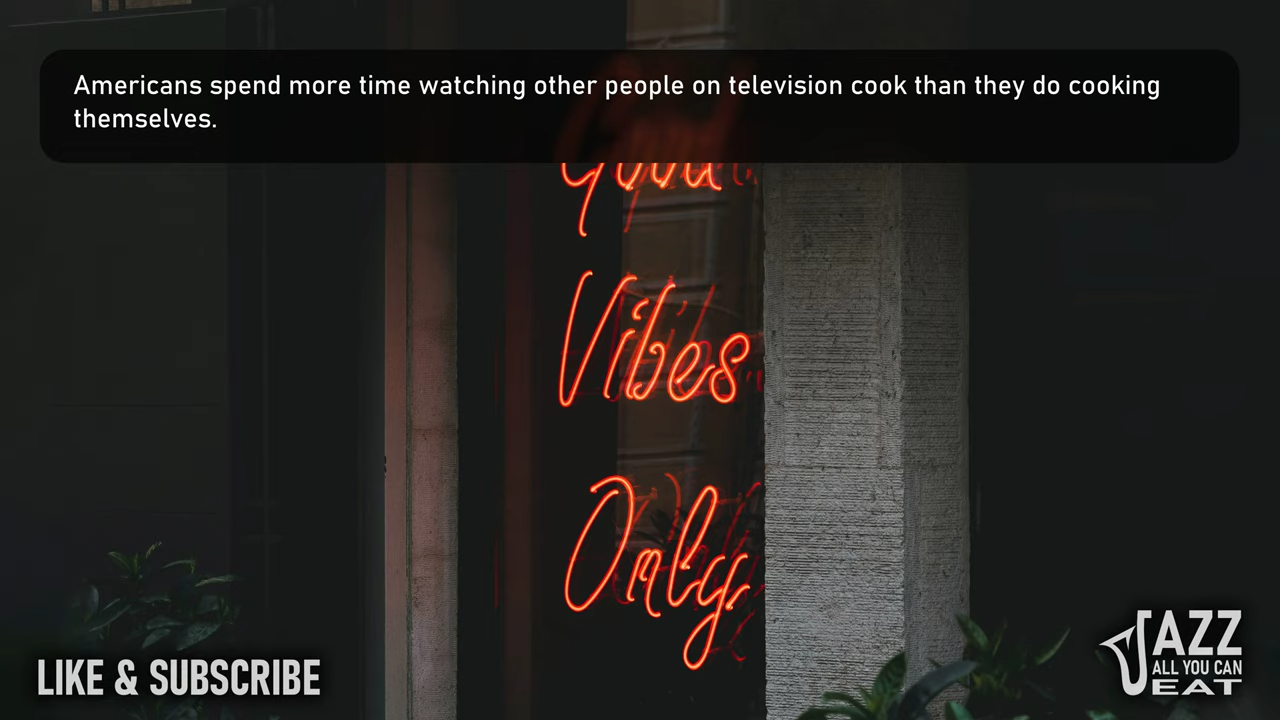 Americans spend more time watching other people on television cook than they do cooking
themselves.
Good
Vibes
Only
LIKE & SUBSCRIBE
JAZZ
ALL YOU CAN
EAT